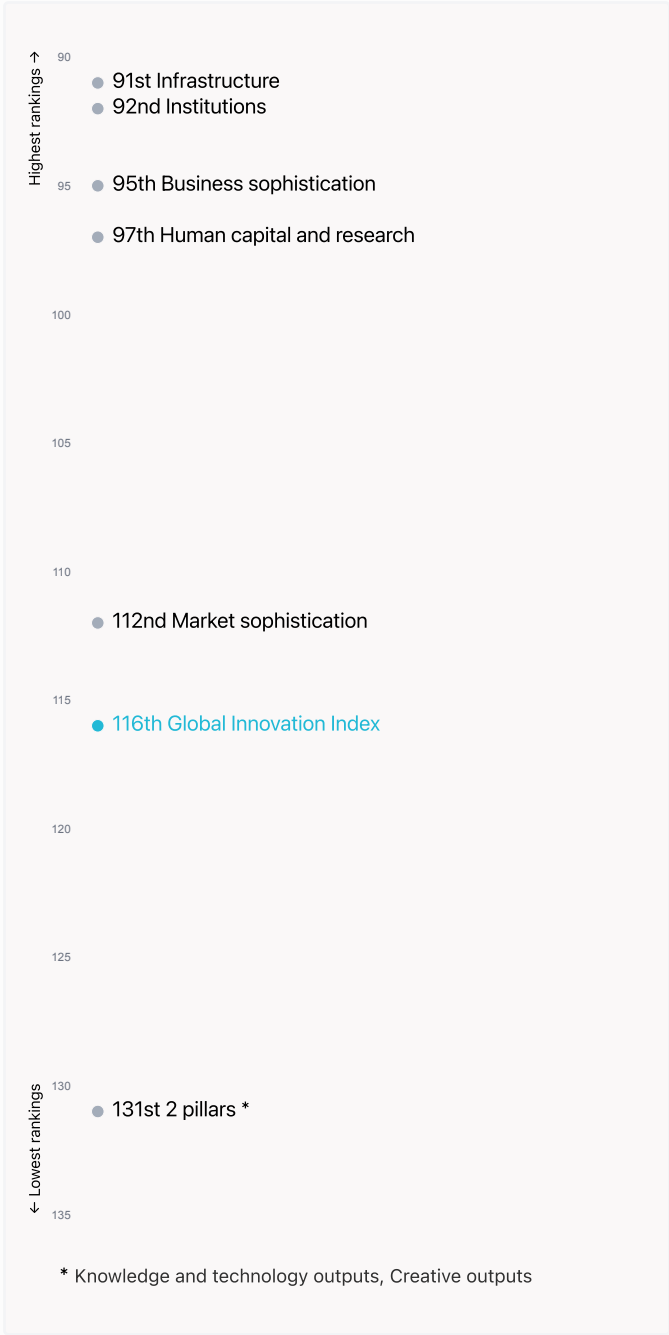 Highest rankings →
90
91st Infrastructure
92nd Institutions
95
95th Business sophistication
97th Human capital and research
100
105
110
112nd Market sophistication
115
116th Global Innovation Index
120
125
← Lowest rankings
130
131st 2 pillars *
135
* Knowledge and technology outputs, Creative outputs